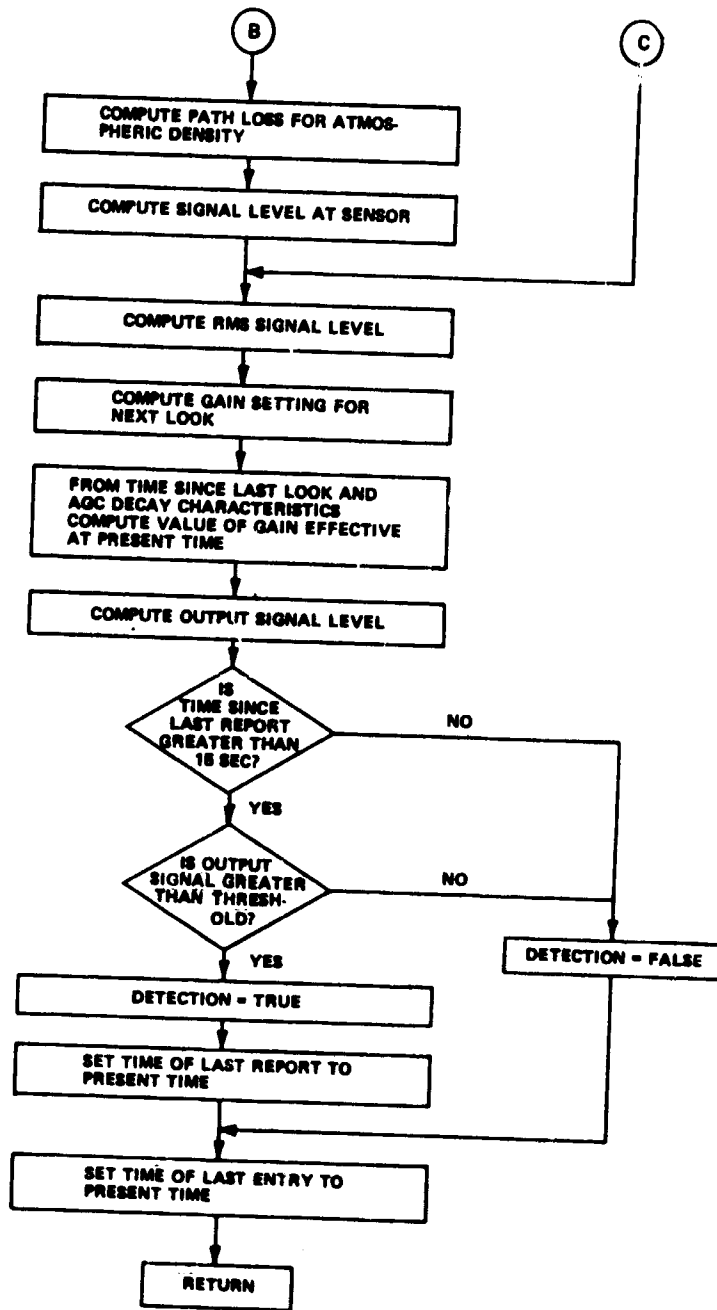 B
C
COMPUTE PATH LOSS FOR ATMOS-
PHERIC DENSITY
COMPUTE SIGNAL LEVEL AT SENSOR
COMPUTE RMS SIGNAL LEVEL
COMPUTE GAIN SETTING FOR
NEXT LOOK
FROM TIME SINCE LAST LOOK AND
AGC DECAY CHARACTERISTICS
COMPUTE VALUE OF GAIN EFFECTIVE
AT PRESENT TIME
COMPUTE OUTPUT SIGNAL LEVEL
IS
TIME SINCE
LAST REPORT
GREATER THAN
15 SEC?
NO
YES
IS OUTPUT
SIGNAL GREATER
THAN THRESH-
OLD?
NO
YES
DETECTION = FALSE
DETECTION = TRUE
SET TIME OF LAST REPORT TO
PRESENT TIME
SET TIME OF LAST ENTRY TO
PRESENT TIME
RETURN